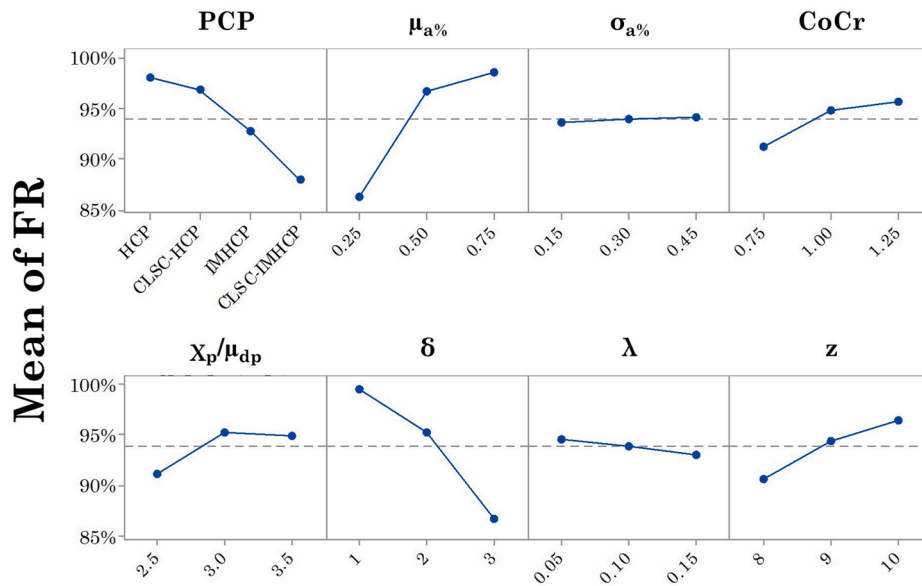 PCP μa% σa% CoCr
100%
95%
90%
85%
HCP CLSC-HCP IMHCP CLSC-IMHCP 0.25 0.50 0.75 0.15 0.30 0.45 0.75 1.00 1.25
Mean of FR
χp/μdp δ λ z
100%
95%
90%
85%
2.5 3.0 3.5 1 2 3 0.05 0.10 0.15 8 9 10